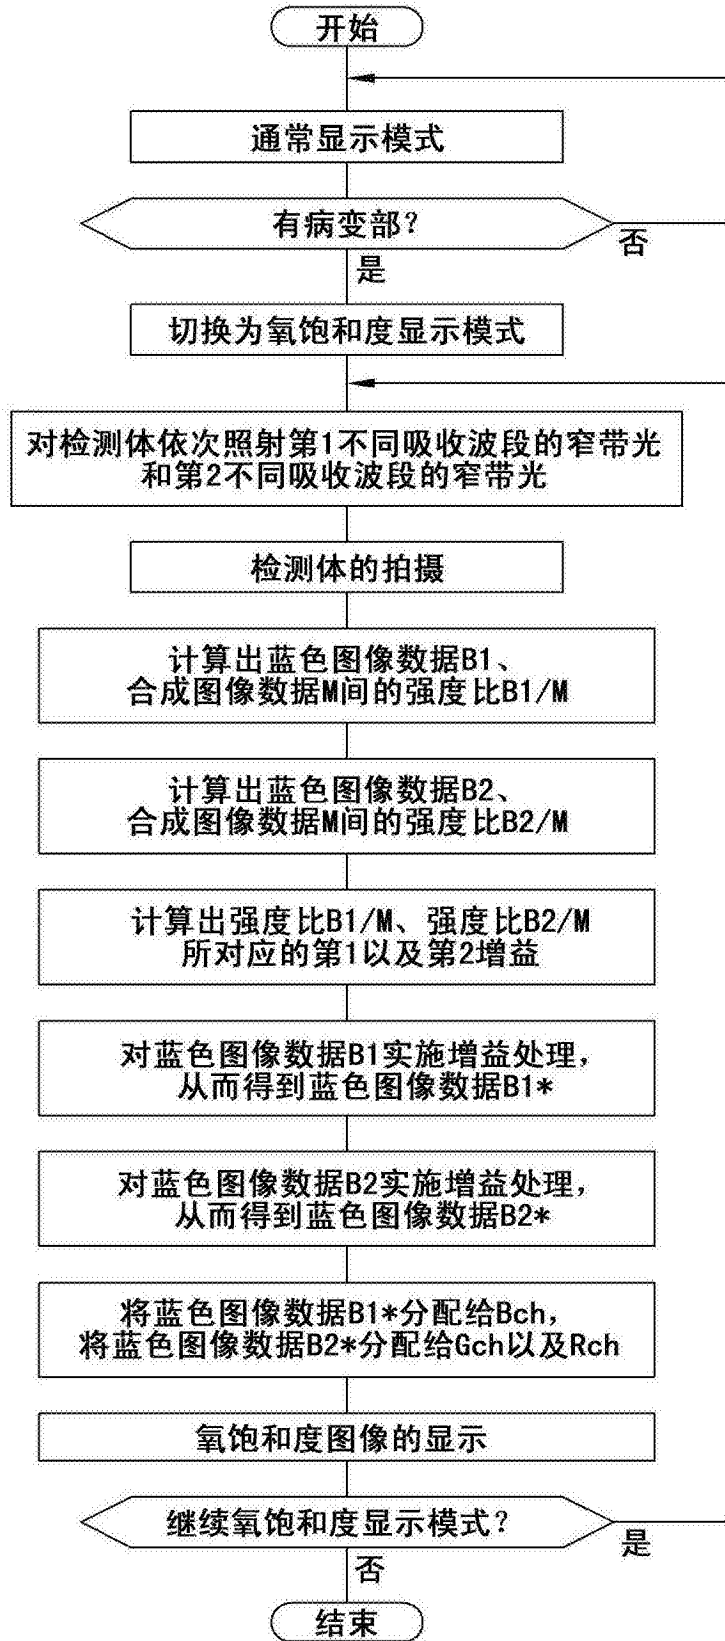 开始
通常显示模式
有病变部？
否
是
切换为氧饱和度显示模式
对检测体依次照射第1不同吸收波段的窄带光
和第2不同吸收波段的窄带光
检测体的拍摄
计算出蓝色图像数据B1、
合成图像数据M间的强度比B1/M
计算出蓝色图像数据B2、
合成图像数据M间的强度比B2/M
计算出强度比B1/M、强度比B2/M
所对应的第1以及第2增益
对蓝色图像数据B1实施增益处理，
从而得到蓝色图像数据B1*
对蓝色图像数据B2实施增益处理，
从而得到蓝色图像数据B2*
将蓝色图像数据B1*分配给Bch，
将蓝色图像数据B2*分配给Gch以及Rch
氧饱和度图像的显示
继续氧饱和度显示模式？
是
否
结束